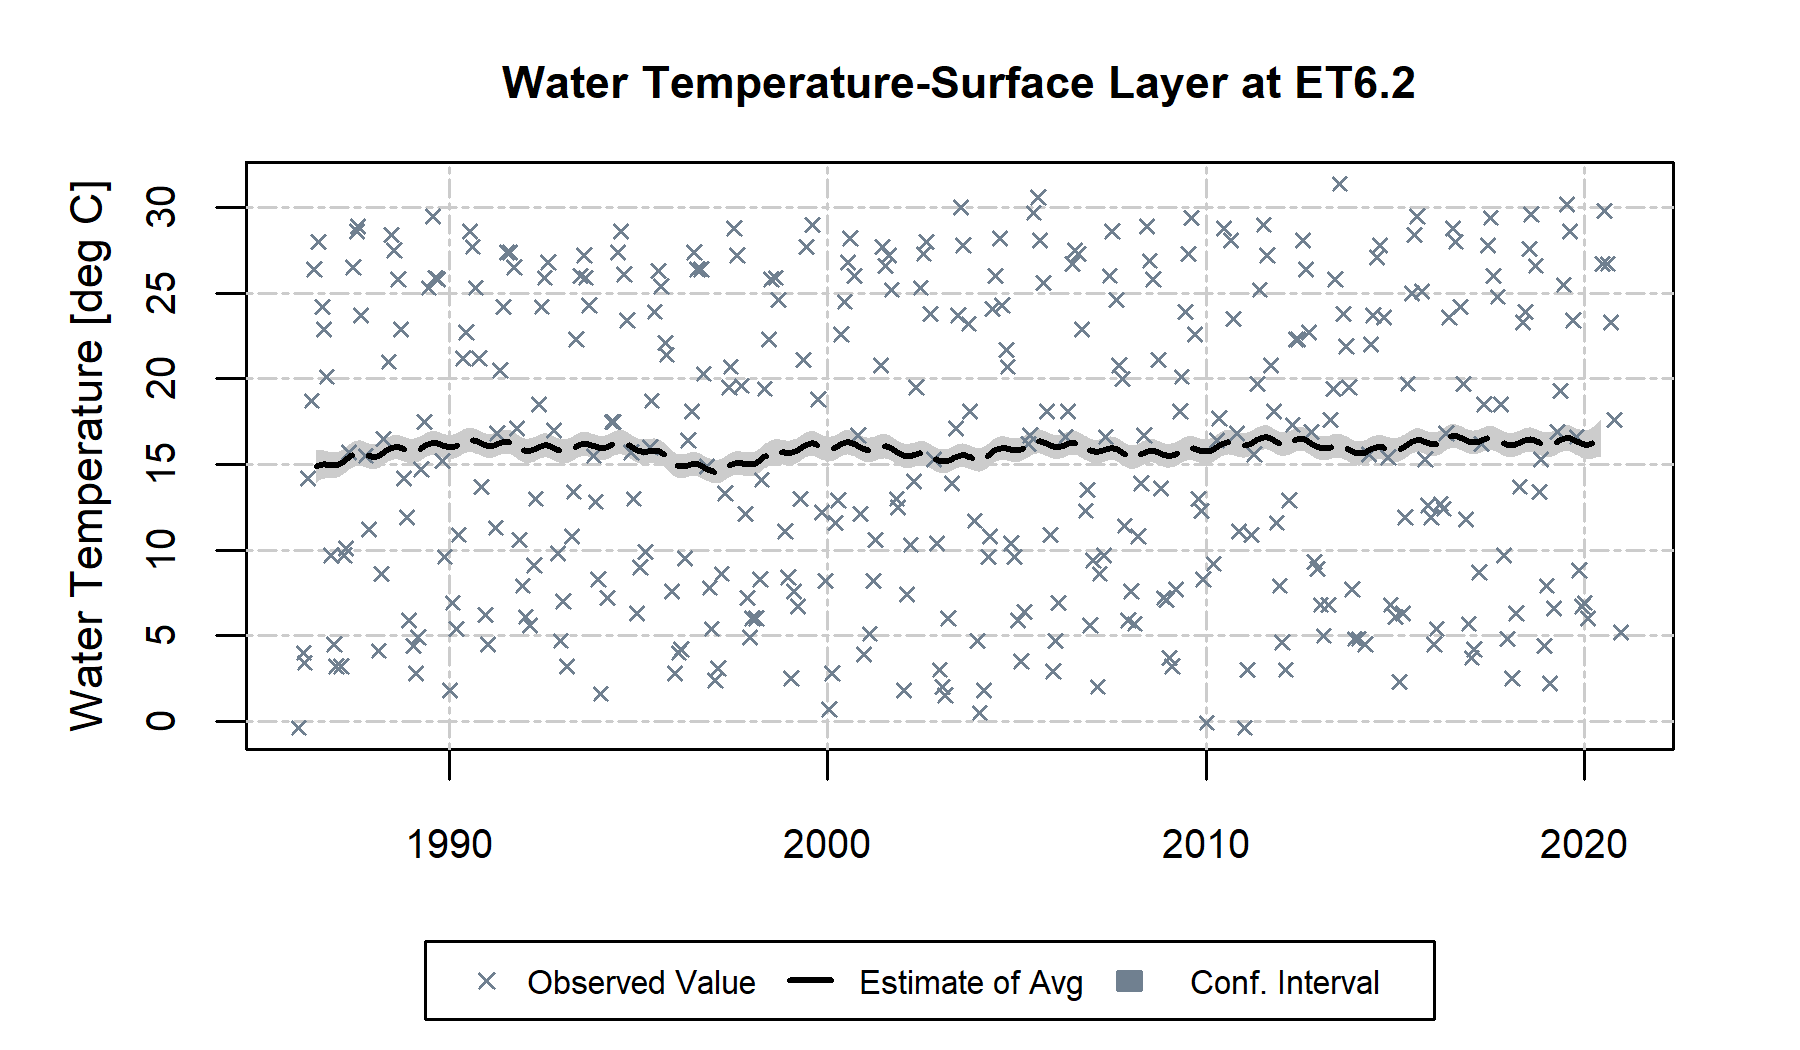 Water Temperature-Surface Layer at ET6.2
Water Temperature [deg C]
30
25
20
15
10
5
0
1990 2000 2010 2020
Observed Value Estimate of Avg Conf. Interval